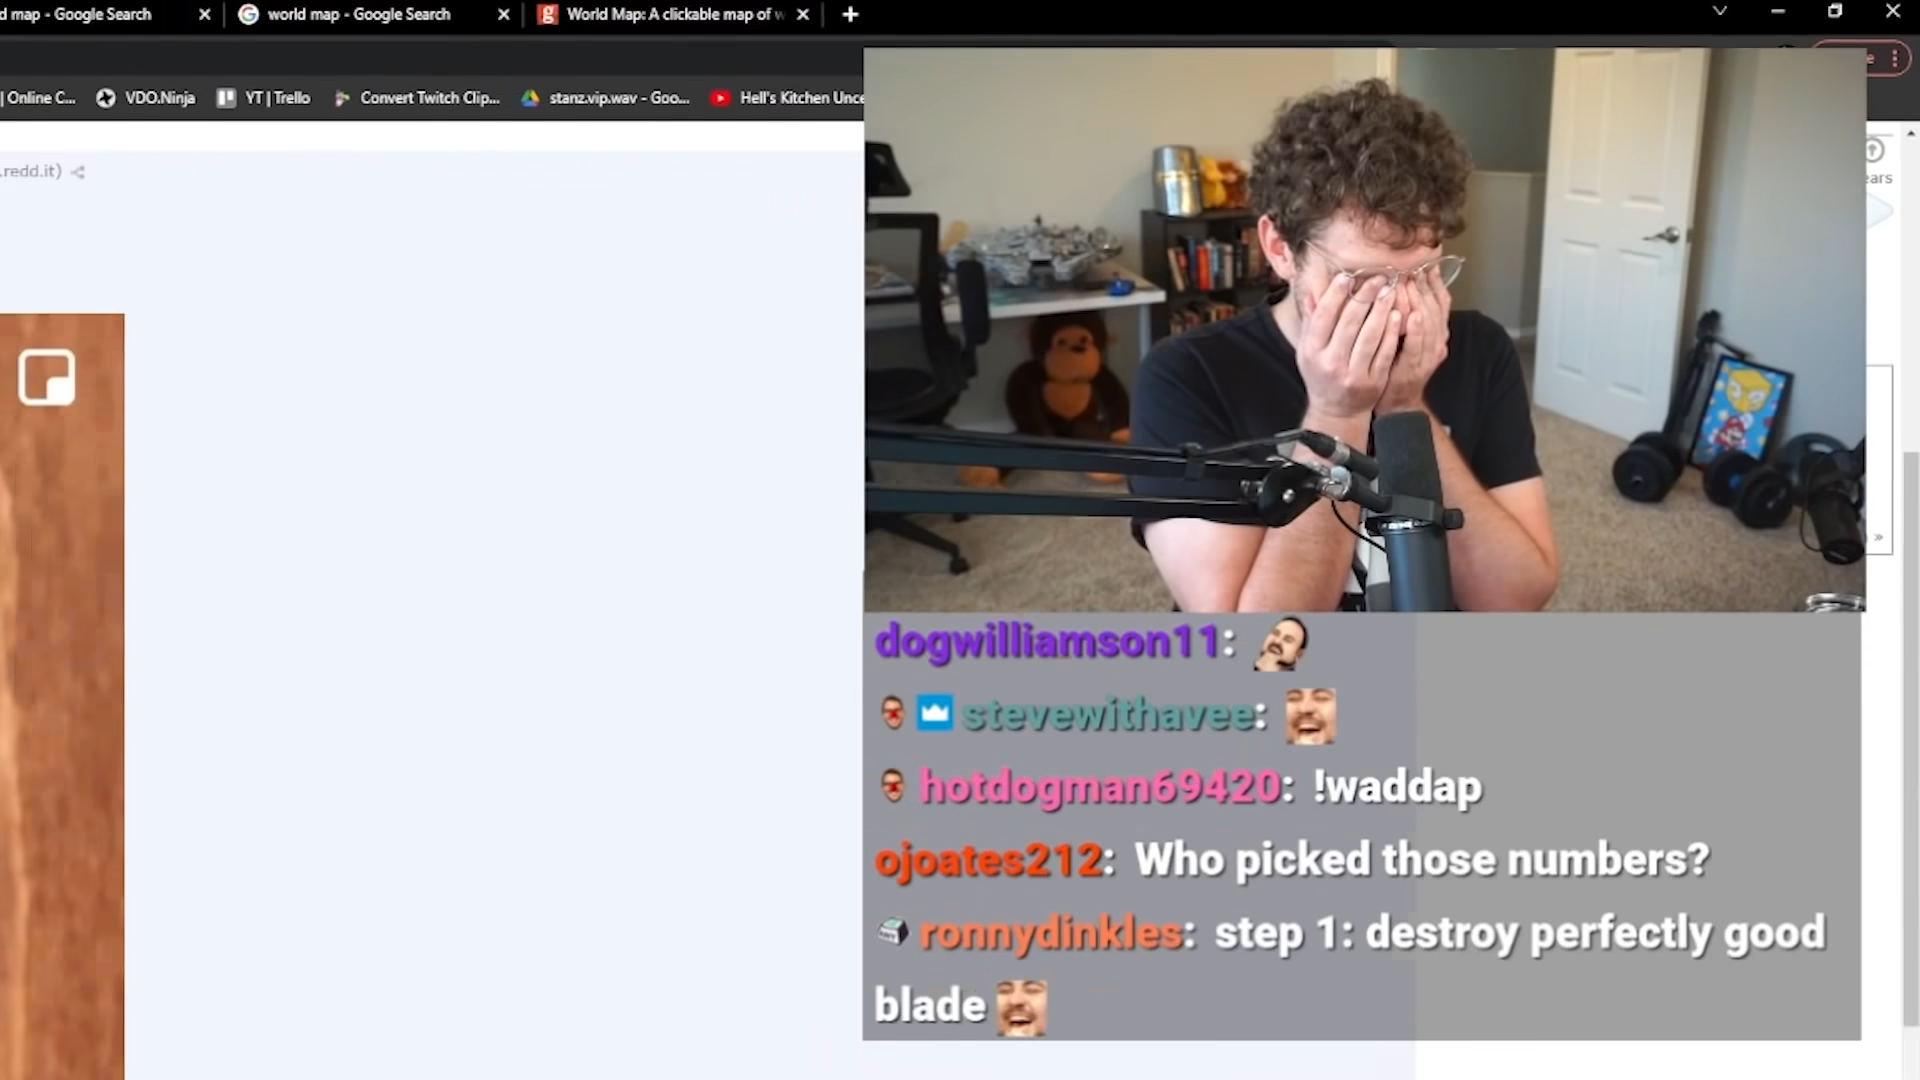 d map - Google Search
world map - Google Search
World Map: A clickable map of w
| Online C...
VDO.Ninja
YT | Trello
Convert Twitch Clip...
stanz.vip.wav - Goo...
Hell's Kitchen Unce
e
.redd.it)
ears
»
dogwilliamson11:
stevewithavee:
hotdogman69420: !waddap
ojoates212: Who picked those numbers?
ronnydinkles: step 1: destroy perfectly good
blade